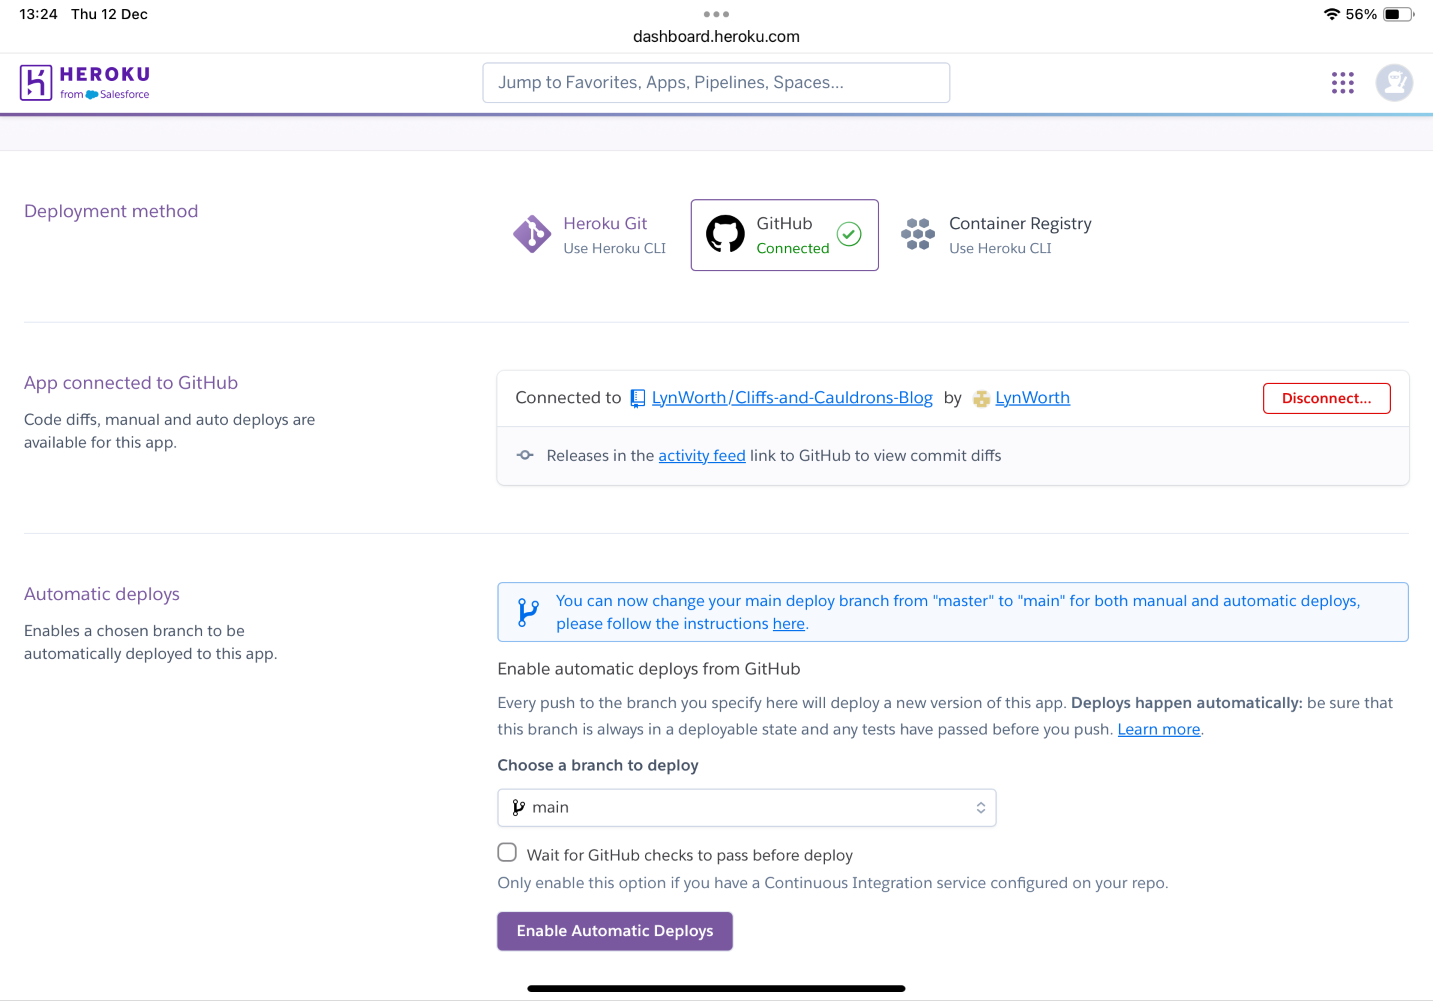 13:24 Thu 12 Dec
56%
dashboard.heroku.com
HEROKU
from Salesforce
Jump to Favorites, Apps, Pipelines, Spaces...
Deployment method
Heroku Git
Use Heroku CLI
GitHub
Connected
Container Registry
Use Heroku CLI
App connected to GitHub
Code diffs, manual and auto deploys are
available for this app.
Connected to LynWorth/Cliffs-and-Cauldrons-Blog by LynWorth
Disconnect...
Releases in the activity feed link to GitHub to view commit diffs
Automatic deploys
Enables a chosen branch to be
automatically deployed to this app.
You can now change your main deploy branch from "master" to "main" for both manual and automatic deploys,
please follow the instructions here.
Enable automatic deploys from GitHub
Every push to the branch you specify here will deploy a new version of this app. Deploys happen automatically: be sure that
this branch is always in a deployable state and any tests have passed before you push. Learn more.
Choose a branch to deploy
main
Wait for GitHub checks to pass before deploy
Only enable this option if you have a Continuous Integration service configured on your repo.
Enable Automatic Deploys